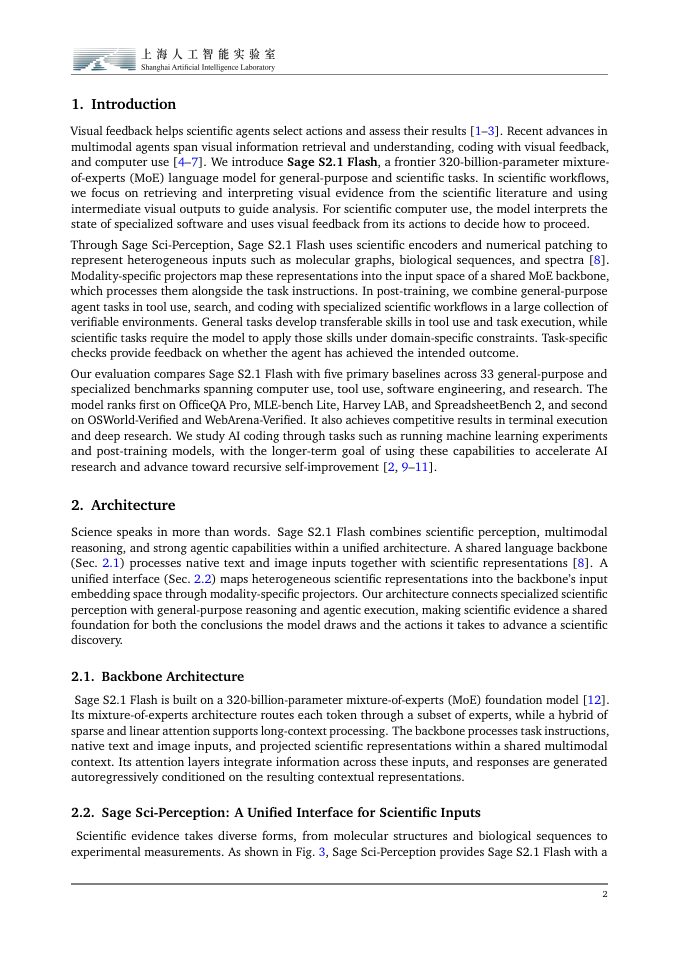 上海人工智能实验室
Shanghai Artificial Intelligence Laboratory
1. Introduction
Visual feedback helps scientific agents select actions and assess their results [1–3]. Recent advances in
multimodal agents span visual information retrieval and understanding, coding with visual feedback,
and computer use [4–7]. We introduce Sage S2.1 Flash, a frontier 320-billion-parameter mixture-
of-experts (MoE) language model for general-purpose and scientific tasks. In scientific workflows,
we focus on retrieving and interpreting visual evidence from the scientific literature and using
intermediate visual outputs to guide analysis. For scientific computer use, the model interprets the
state of specialized software and uses visual feedback from its actions to decide how to proceed.
Through Sage Sci-Perception, Sage S2.1 Flash uses scientific encoders and numerical patching to
represent heterogeneous inputs such as molecular graphs, biological sequences, and spectra [8].
Modality-specific projectors map these representations into the input space of a shared MoE backbone,
which processes them alongside the task instructions. In post-training, we combine general-purpose
agent tasks in tool use, search, and coding with specialized scientific workflows in a large collection of
verifiable environments. General tasks develop transferable skills in tool use and task execution, while
scientific tasks require the model to apply those skills under domain-specific constraints. Task-specific
checks provide feedback on whether the agent has achieved the intended outcome.
Our evaluation compares Sage S2.1 Flash with five primary baselines across 33 general-purpose and
specialized benchmarks spanning computer use, tool use, software engineering, and research. The
model ranks first on OfficeQA Pro, MLE-bench Lite, Harvey LAB, and SpreadsheetBench 2, and second
on OSWorld-Verified and WebArena-Verified. It also achieves competitive results in terminal execution
and deep research. We study AI coding through tasks such as running machine learning experiments
and post-training models, with the longer-term goal of using these capabilities to accelerate AI
research and advance toward recursive self-improvement [2, 9–11].
2. Architecture
Science speaks in more than words. Sage S2.1 Flash combines scientific perception, multimodal
reasoning, and strong agentic capabilities within a unified architecture. A shared language backbone
(Sec. 2.1) processes native text and image inputs together with scientific representations [8]. A
unified interface (Sec. 2.2) maps heterogeneous scientific representations into the backbone's input
embedding space through modality-specific projectors. Our architecture connects specialized scientific
perception with general-purpose reasoning and agentic execution, making scientific evidence a shared
foundation for both the conclusions the model draws and the actions it takes to advance a scientific
discovery.
2.1. Backbone Architecture
Sage S2.1 Flash is built on a 320-billion-parameter mixture-of-experts (MoE) foundation model [12].
Its mixture-of-experts architecture routes each token through a subset of experts, while a hybrid of
sparse and linear attention supports long-context processing. The backbone processes task instructions,
native text and image inputs, and projected scientific representations within a shared multimodal
context. Its attention layers integrate information across these inputs, and responses are generated
autoregressively conditioned on the resulting contextual representations.
2.2. Sage Sci-Perception: A Unified Interface for Scientific Inputs
Scientific evidence takes diverse forms, from molecular structures and biological sequences to
experimental measurements. As shown in Fig. 3, Sage Sci-Perception provides Sage S2.1 Flash with a
2